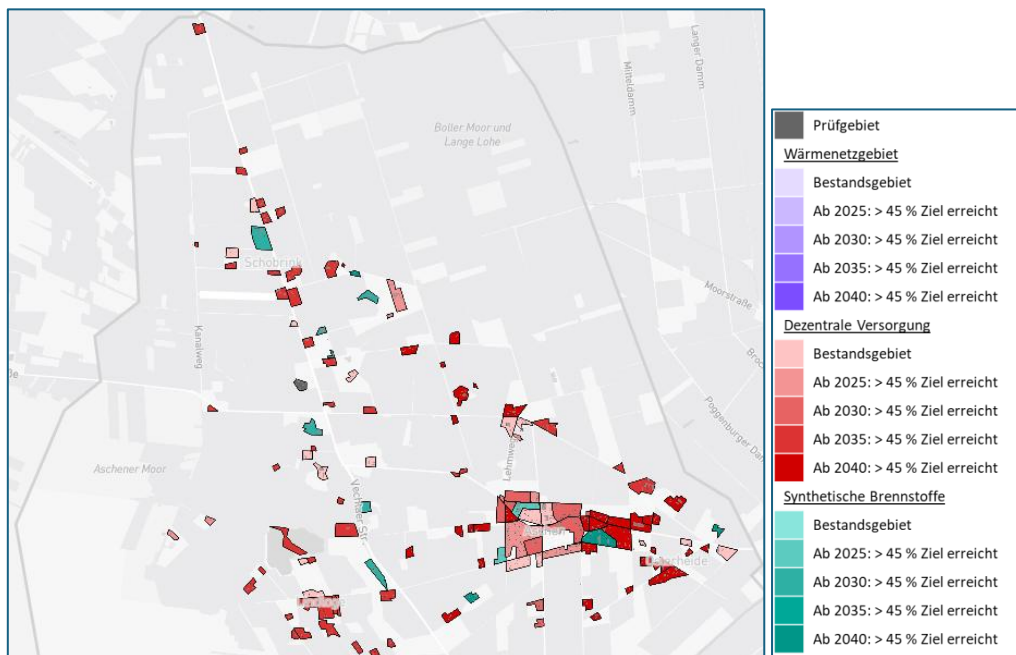 Langer Damm
Mitteldamm
Boller Moor und
Lange Lohe
Schobrink
Moorstraße
Kanalweg
Lehmweg
Aschener Moor
Vechtaer Str.
Prüfgebiet
Wärmenetzgebiet
Bestandsgebiet
Ab 2025: > 45 % Ziel erreicht
Ab 2030: > 45 % Ziel erreicht
Ab 2035: > 45 % Ziel erreicht
Ab 2040: > 45 % Ziel erreicht
Dezentrale Versorgung
Bestandsgebiet
Ab 2025: > 45 % Ziel erreicht
Ab 2030: > 45 % Ziel erreicht
Ab 2035: > 45 % Ziel erreicht
Ab 2040: > 45 % Ziel erreicht
Synthetische Brennstoffe
Bestandsgebiet
Ab 2025: > 45 % Ziel erreicht
Ab 2030: > 45 % Ziel erreicht
Ab 2035: > 45 % Ziel erreicht
Ab 2040: > 45 % Ziel erreicht